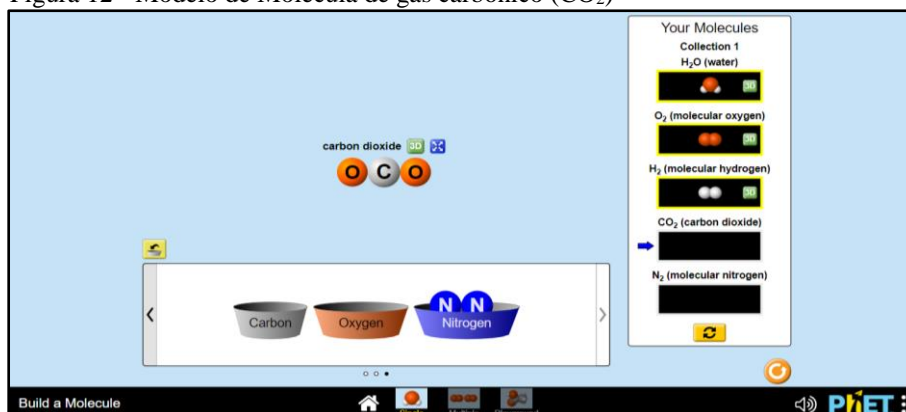 Figura 12 - Modelo de Molécula de gás carbônico (CO₂)
Your Molecules
Collection 1
H₂O (water)
3D
O₂ (molecular oxygen)
3D
H₂ (molecular hydrogen)
3D
CO₂ (carbon dioxide)
N₂ (molecular nitrogen)
carbon dioxide 3D
O C O
N N
Carbon Oxygen Nitrogen
Build a Molecule
PhET